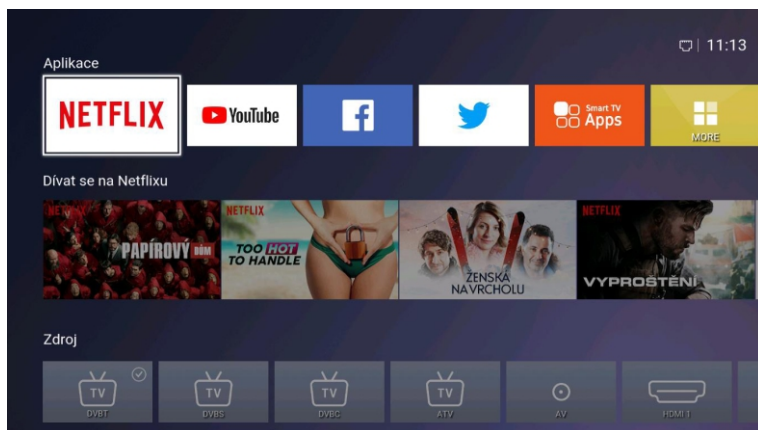 11:13
Aplikace
NETFLIX
YouTube
Smart TV
Apps
MORE
Dívat se na Netflixu
NETFLIX
PAPÍROVÝ DŮM
NETFLIX
TOO HOT
TO HANDLE
ŽENSKÁ
NA VRCHOLU
NETFLIX
VYPROŠTĚNÍ
Zdroj
TV
DVBT
TV
DVBS
TV
DVBC
TV
ATV
AV
HDMI 1